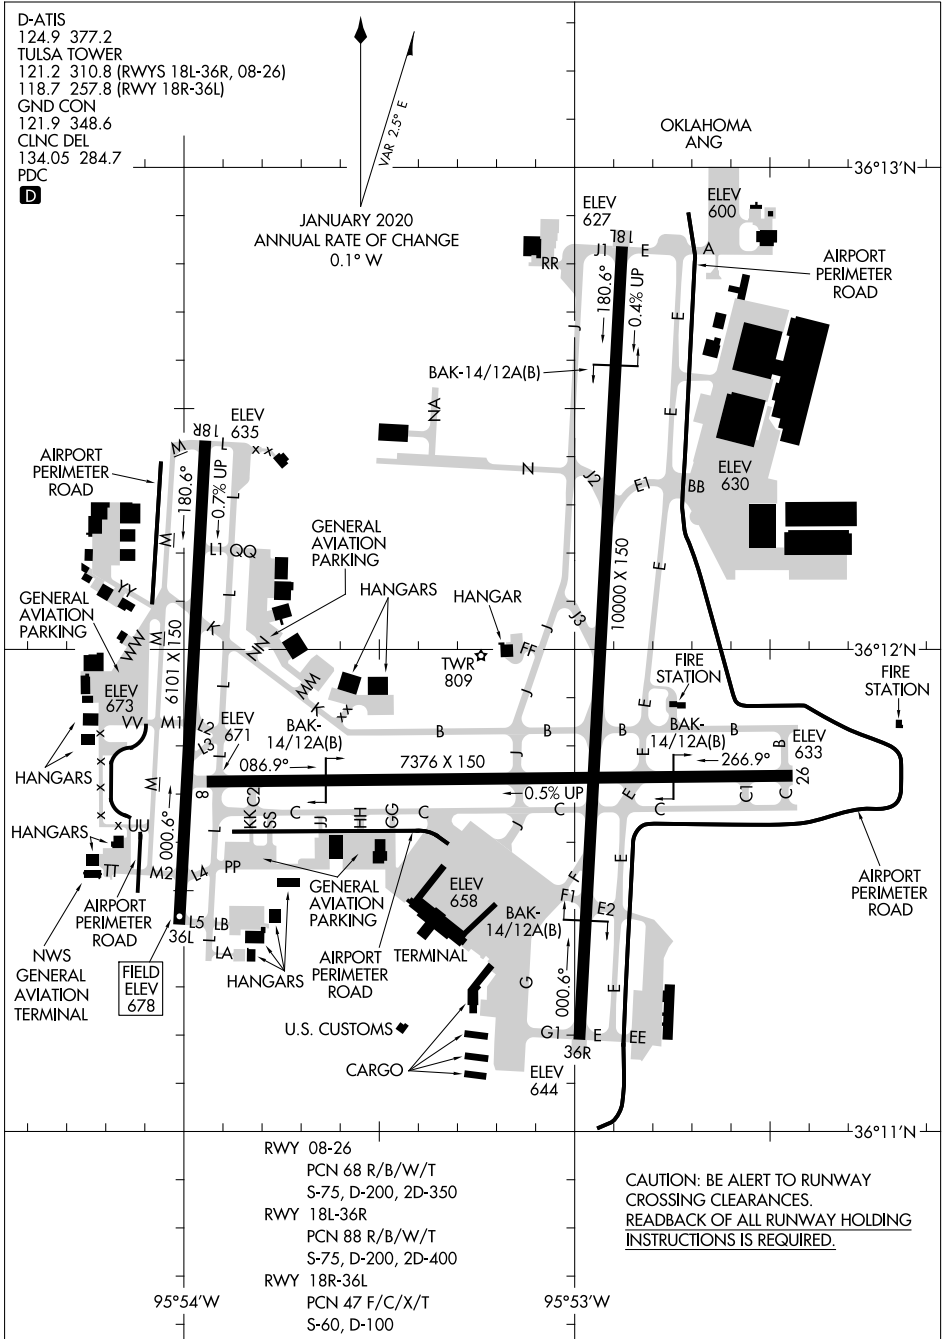 D-ATIS
124.9 377.2
TULSA TOWER
121.2 310.8 (RWYS 18L-36R, 08-26)
118.7 257.8 (RWY 18R-36L)
GND CON
121.9 348.6
CLNC DEL
134.05 284.7
PDC
D
VAR 2.5° E
JANUARY 2020
ANNUAL RATE OF CHANGE
0.1° W
OKLAHOMA
ANG
36°13'N
ELEV
600
ELEV
627
18L
J1
E
A
RR
AIRPORT
PERIMETER
ROAD
180.6°
0.4% UP
J
E
BAK-14/12A(B)
E
NA
ELEV
635
18R
M
L
x x
AIRPORT
PERIMETER
ROAD
180.6°
0.7% UP
L
N
J2
E1
BB
ELEV
630
M
L1
QQ
GENERAL
AVIATION
PARKING
10000 X 150
E
YY
L
HANGARS
HANGAR
GENERAL
AVIATION
PARKING
WW
M
6101 X 150
K
NN
J
J3
FF
TWR
809
36°12'N
FIRE
STATION
FIRE
STATION
ELEV
673
L
MM
K
xx
J
E
VV
M1
L2
L3
ELEV
671
BAK-
14/12A(B)
B
B
J
E
BAK-
14/12A(B)
B
B
ELEV
633
HANGARS
x
x
x
x
M
086.9°
7376 X 150
266.9°
26
8
0.5% UP
E
C2
KK
SS
C
JJ
HH
GG
C
J
C
C1
C
HANGARS
UU
000.6°
L
E
TT
M2
L4
PP
AIRPORT
PERIMETER
ROAD
GENERAL
AVIATION
PARKING
ELEV
658
F
F1
E2
BAK-
14/12A(B)
AIRPORT
PERIMETER
ROAD
36L
L5
LB
L
LA
HANGARS
AIRPORT
PERIMETER
ROAD
TERMINAL
NWS
GENERAL
AVIATION
TERMINAL
FIELD
ELEV
678
G
000.6°
E
U.S. CUSTOMS
G1
E
EE
36R
CARGO
ELEV
644
36°11'N
RWY 08-26
PCN 68 R/B/W/T
S-75, D-200, 2D-350
RWY 18L-36R
PCN 88 R/B/W/T
S-75, D-200, 2D-400
RWY 18R-36L
PCN 47 F/C/X/T
S-60, D-100
CAUTION: BE ALERT TO RUNWAY
CROSSING CLEARANCES.
READBACK OF ALL RUNWAY HOLDING
INSTRUCTIONS IS REQUIRED.
95°54'W
95°53'W